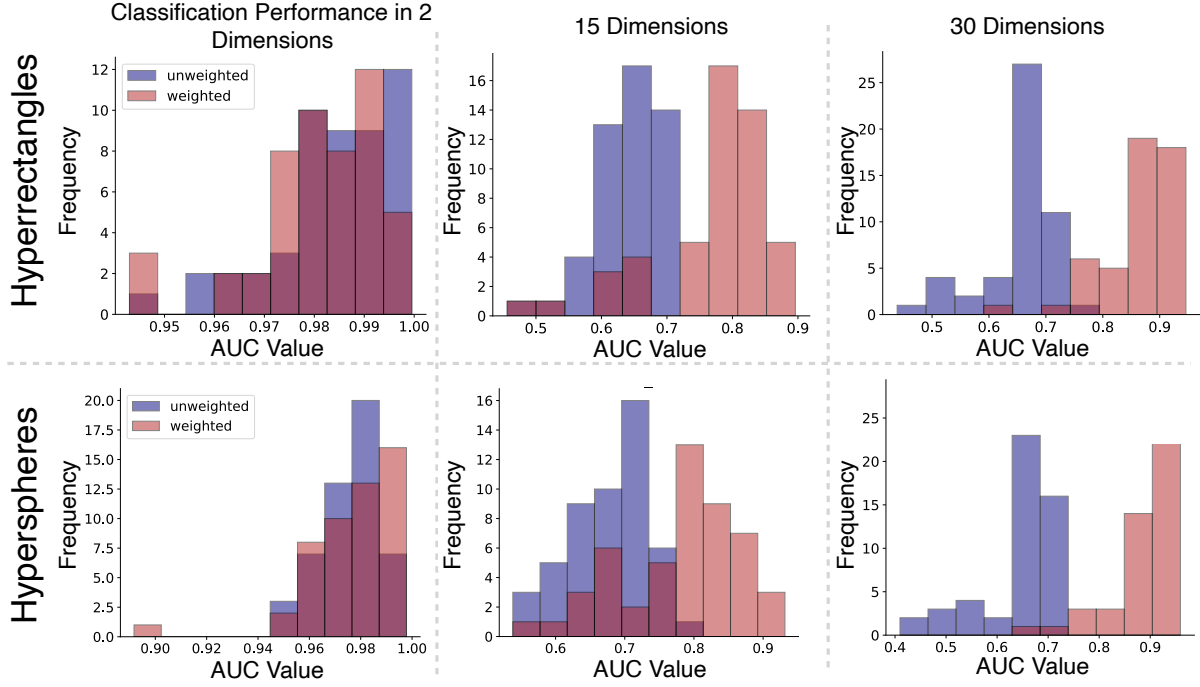 Classification Performance in 2
Dimensions
15 Dimensions
30 Dimensions
Hyperrectangles
Frequency
12
10
8
6
4
2
0
unweighted
weighted
0.95 0.96 0.97 0.98 0.99 1.00
AUC Value
Frequency
16
14
12
10
8
6
4
2
0
0.5 0.6 0.7 0.8 0.9
AUC Value
Frequency
25
20
15
10
5
0
0.5 0.6 0.7 0.8 0.9
AUC Value
Hyperspheres
Frequency
20.0
17.5
15.0
12.5
10.0
7.5
5.0
2.5
0.0
unweighted
weighted
0.90 0.92 0.94 0.96 0.98 1.00
AUC Value
Frequency
16
14
12
10
8
6
4
2
0
0.6 0.7 0.8 0.9
AUC Value
Frequency
25
20
15
10
5
0
0.4 0.5 0.6 0.7 0.8 0.9
AUC Value